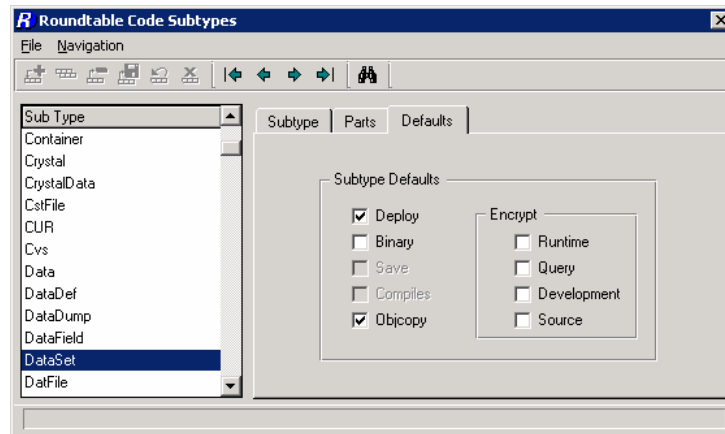 Roundtable Code Subtypes
File Navigation
Sub Type
Container
Crystal
CrystalData
CstFile
CUR
Cvs
Data
DataDef
DataDump
DataField
DataSet
DatFile
Subtype Parts Defaults
Subtype Defaults
Deploy
Binary
Save
Compiles
Objcopy
Encrypt
Runtime
Query
Development
Source